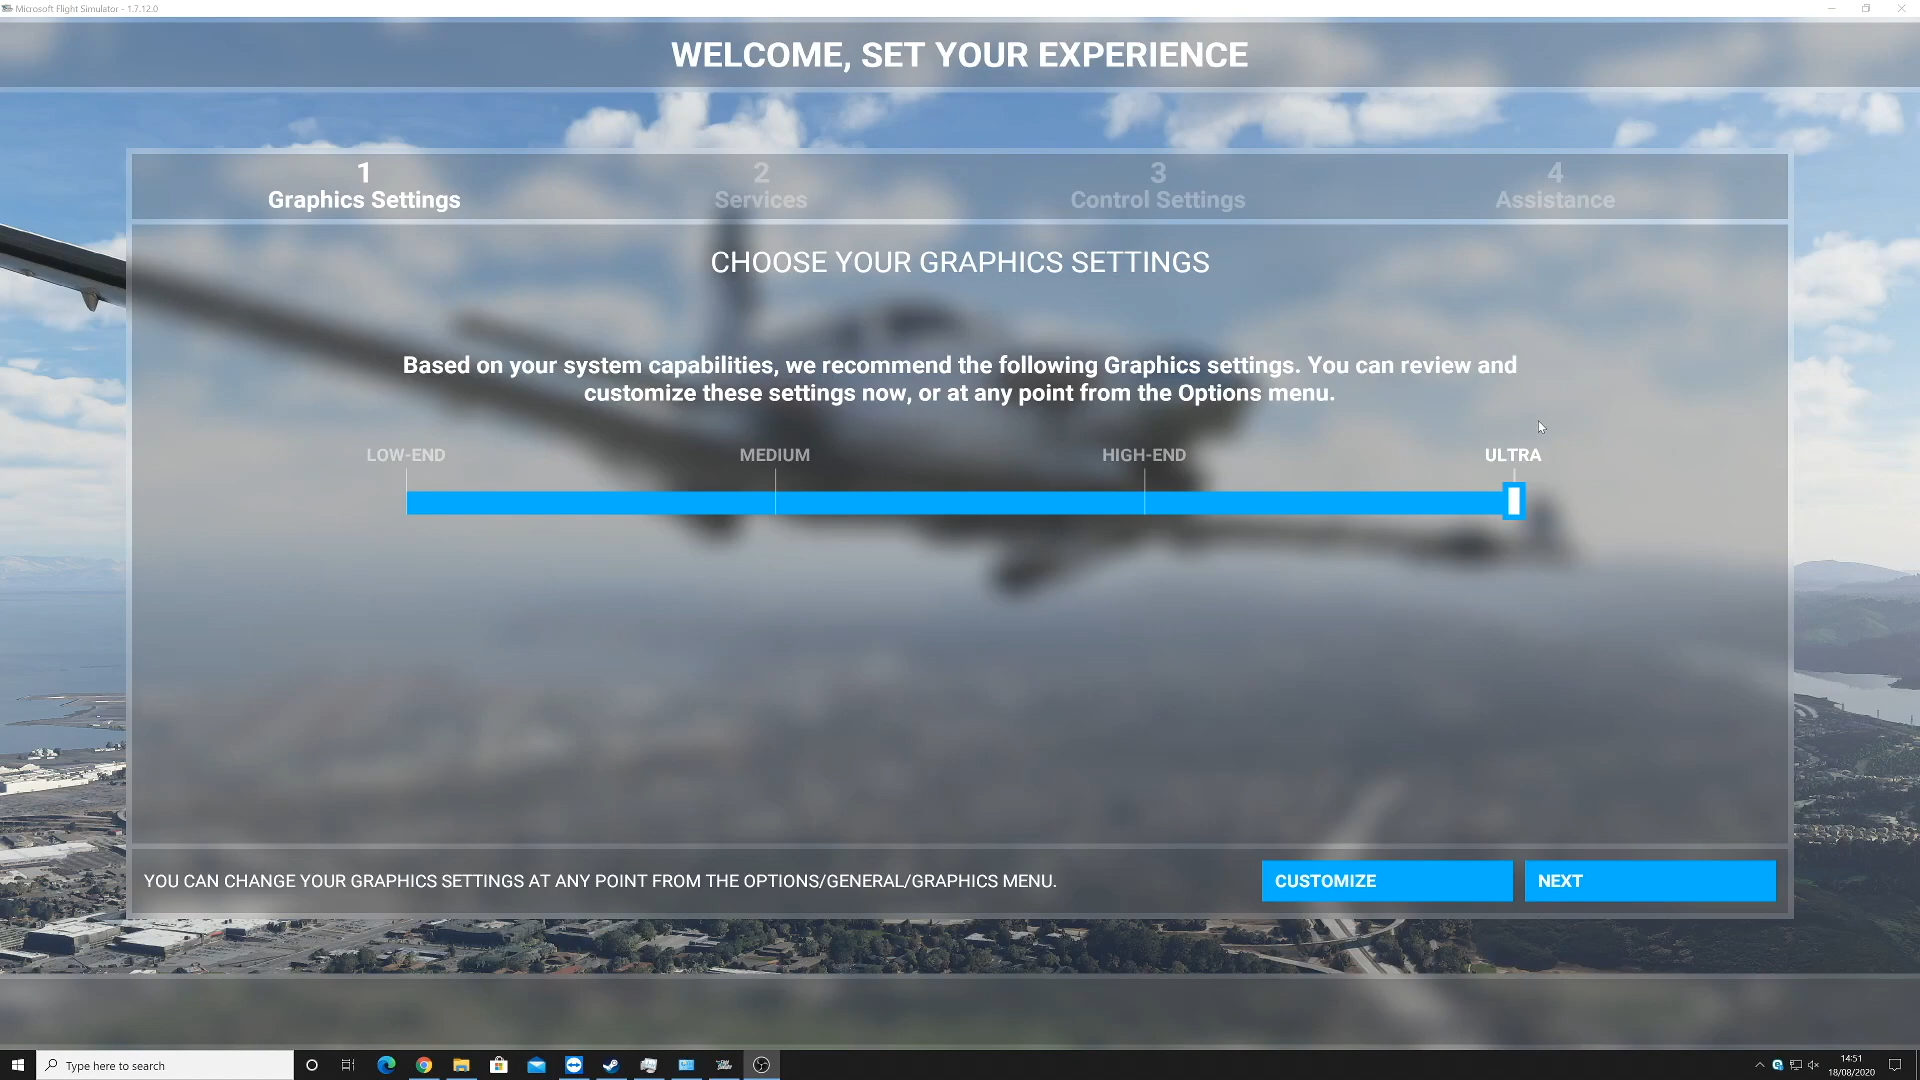 Microsoft Flight Simulator - 1.7.12.0
WELCOME, SET YOUR EXPERIENCE
1
Graphics Settings
2
Services
3
Control Settings
4
Assistance
CHOOSE YOUR GRAPHICS SETTINGS
Based on your system capabilities, we recommend the following Graphics settings. You can review and
customize these settings now, or at any point from the Options menu.
LOW-END
MEDIUM
HIGH-END
ULTRA
YOU CAN CHANGE YOUR GRAPHICS SETTINGS AT ANY POINT FROM THE OPTIONS/GENERAL/GRAPHICS MENU.
CUSTOMIZE
NEXT
Type here to search
14:51
18/08/2020